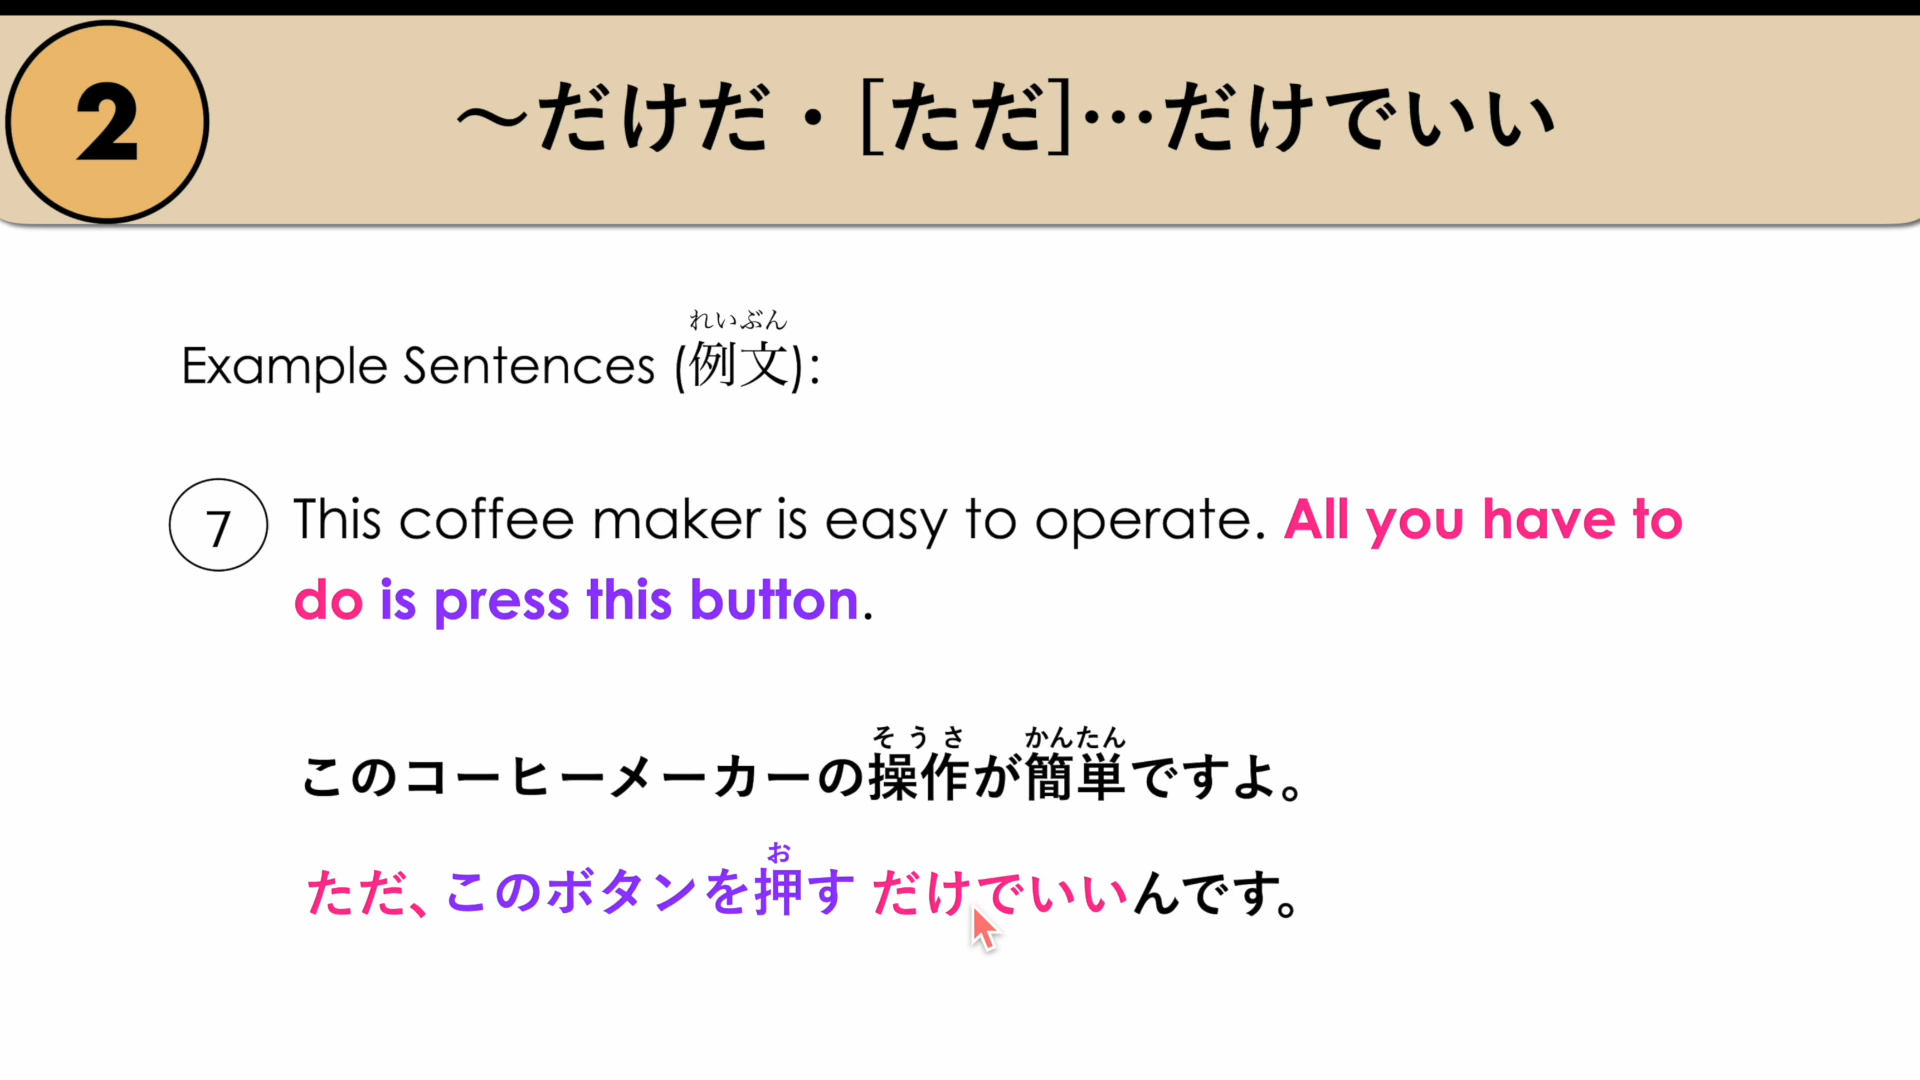 2
～だけだ・[ただ]…だけでいい
れいぶん
Example Sentences (例文):
7 This coffee maker is easy to operate. All you have to
do is press this button.
そうさ かんたん
このコーヒーメーカーの操作が簡単ですよ。
お
ただ、このボタンを押す だけでいいんです。